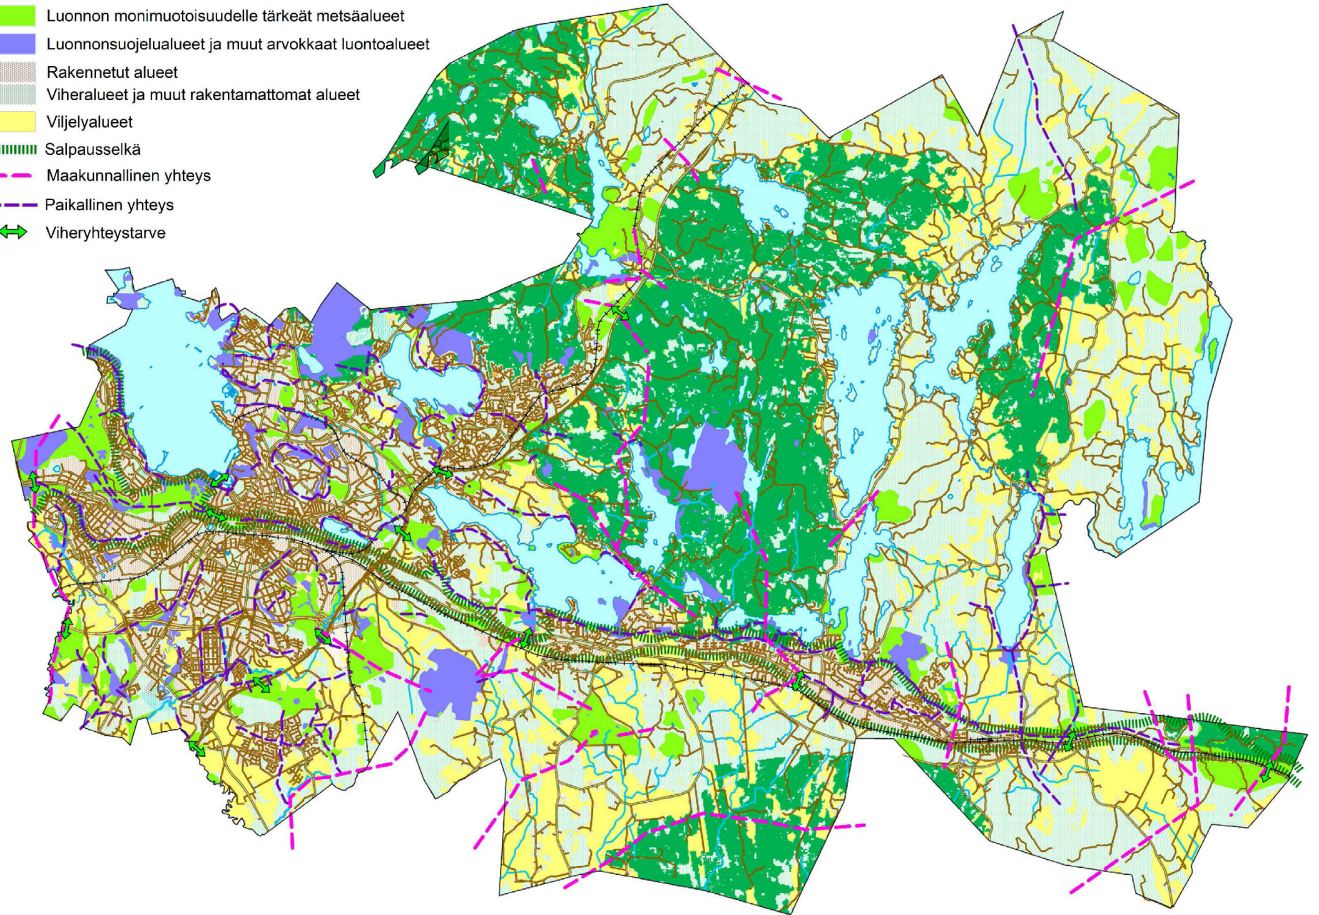 Luonnon monimuotoisuudelle tärkeät metsäalueet
Luonnonsuojelualueet ja muut arvokkaat luontoalueet
Rakennetut alueet
Viheralueet ja muut rakentamattomat alueet
Viljelyalueet
Salpausselkä
Maakunnallinen yhteys
Paikallinen yhteys
Viheryhteystarve